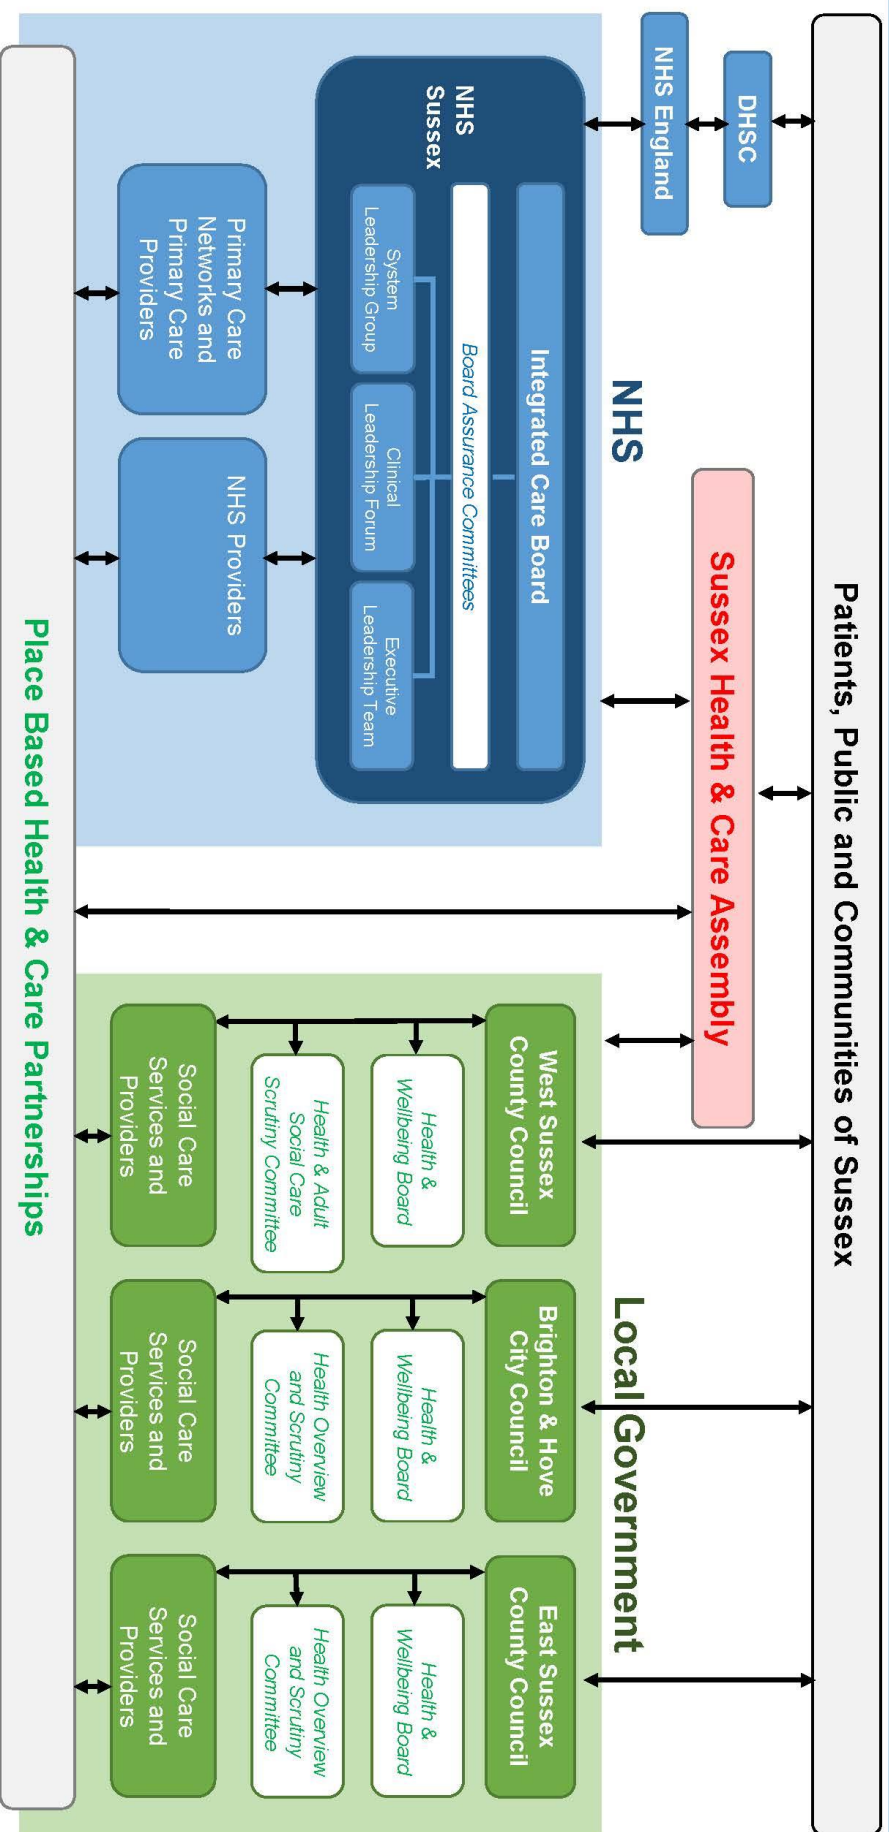 Patients, Public and Communities of Sussex
DHSC
Sussex Health & Care Assembly
NHS England
NHS
Local Government
NHS
Sussex
Integrated Care Board
Board Assurance Committees
System
Leadership Group
Clinical
Leadership Forum
Executive
Leadership Team
Primary Care
Networks and
Primary Care
Providers
NHS Providers
West Sussex
County Council
Health &
Wellbeing Board
Health & Adult
Social Care
Scrutiny Committee
Social Care
Services and
Providers
Brighton & Hove
City Council
Health &
Wellbeing Board
Health Overview
and Scrutiny
Committee
Social Care
Services and
Providers
East Sussex
County Council
Health &
Wellbeing Board
Health Overview
and Scrutiny
Committee
Social Care
Services and
Providers
Place Based Health & Care Partnerships